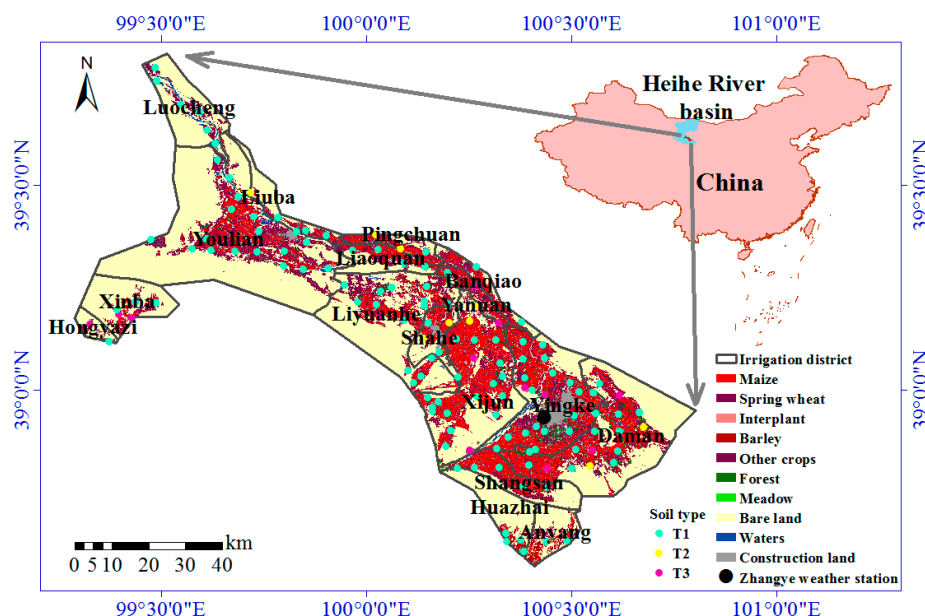 99°30'0"E 100°0'0"E 100°30'0"E 101°0'0"E
N
Heihe River
basin
China
39°30'0"N
39°0'0"N
39°30'0"N
39°0'0"N
Luocheng
Liuba
Youlian
Pingchuan
Liaoquan
Banqiao
Xinba
Yanuan
Hongyazi
Liyuanhe
Shahe
Xijun
Yingke
Daman
Shangsan
Huazhai
Anyang
Irrigation district
Maize
Spring wheat
Interplant
Barley
Other crops
Forest
Meadow
Bare land
Waters
Construction land
Zhangye weather station
Soil type
T1
T2
T3
km
0 5 10 20 30 40
99°30'0"E 100°0'0"E 100°30'0"E 101°0'0"E